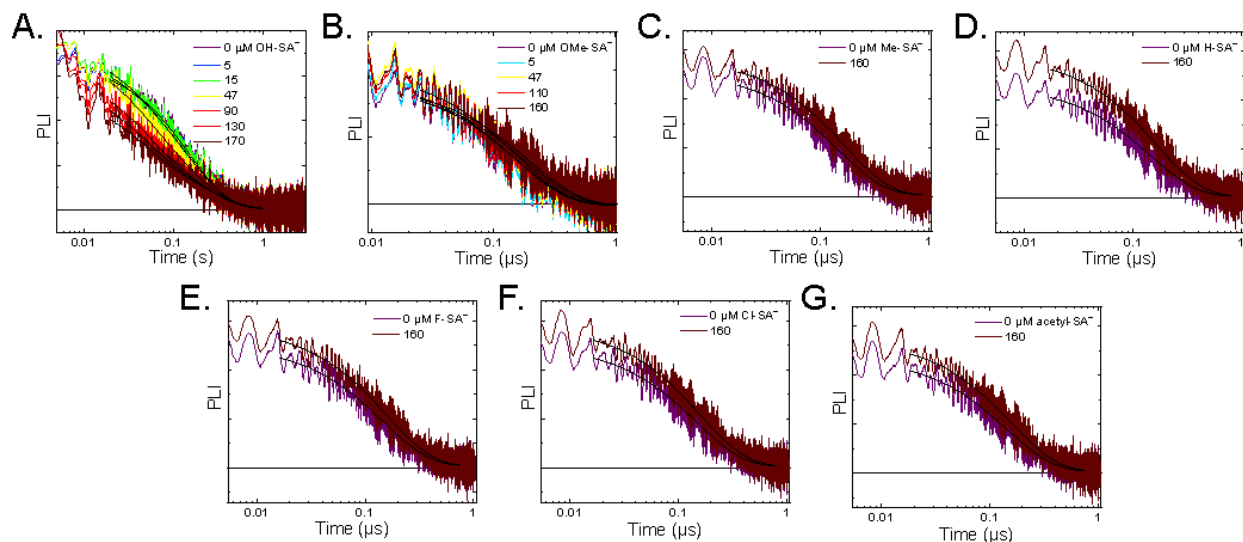 A.
PLI
0 µM OH-SA⁻
5
15
47
90
130
170
0.01 0.1 1
Time (s)
B.
PLI
0 µM OMe-SA⁻
5
47
110
160
0.01 0.1 1
Time (µs)
C.
PLI
0 µM Me-SA⁻
160
0.01 0.1 1
Time (µs)
D.
PLI
0 µM H-SA⁻
160
0.01 0.1 1
Time (µs)
E.
PLI
0 µM F-SA⁻
160
0.01 0.1 1
Time (µs)
F.
PLI
0 µM Cl-SA⁻
160
0.01 0.1 1
Time (µs)
G.
PLI
0 µM acetyl-SA⁻
160
0.01 0.1 1
Time (µs)